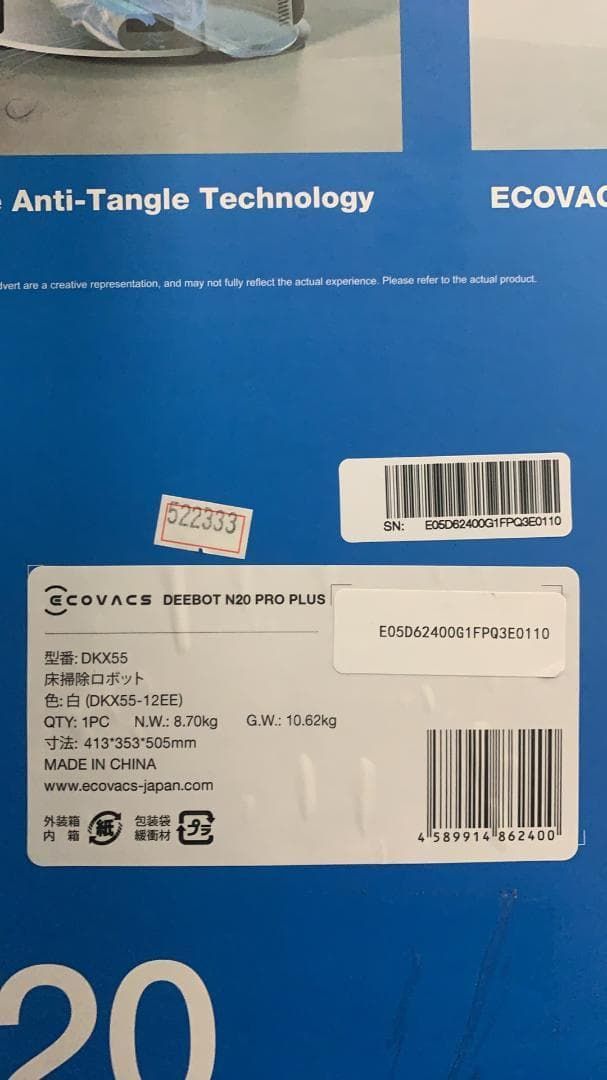 Anti-Tangle Technology
ECOVAC
dvert are a creative representation, and may not fully reflect the actual experience. Please refer to the actual product.
SN: E05D62400G1FPQ3E0110
522333
ECOVACS DEEBOT N20 PRO PLUS
E05D62400G1FPQ3E0110
型番: DKX55
床掃除ロボット
色: 白 (DKX55-12EE)
QTY: 1PC N.W.: 8.70kg G.W.: 10.62kg
寸法: 413*353*505mm
MADE IN CHINA
www.ecovacs-japan.com
外装箱 紙 包装袋 プラ
内 箱 緩衝材
4 589914 862400
20